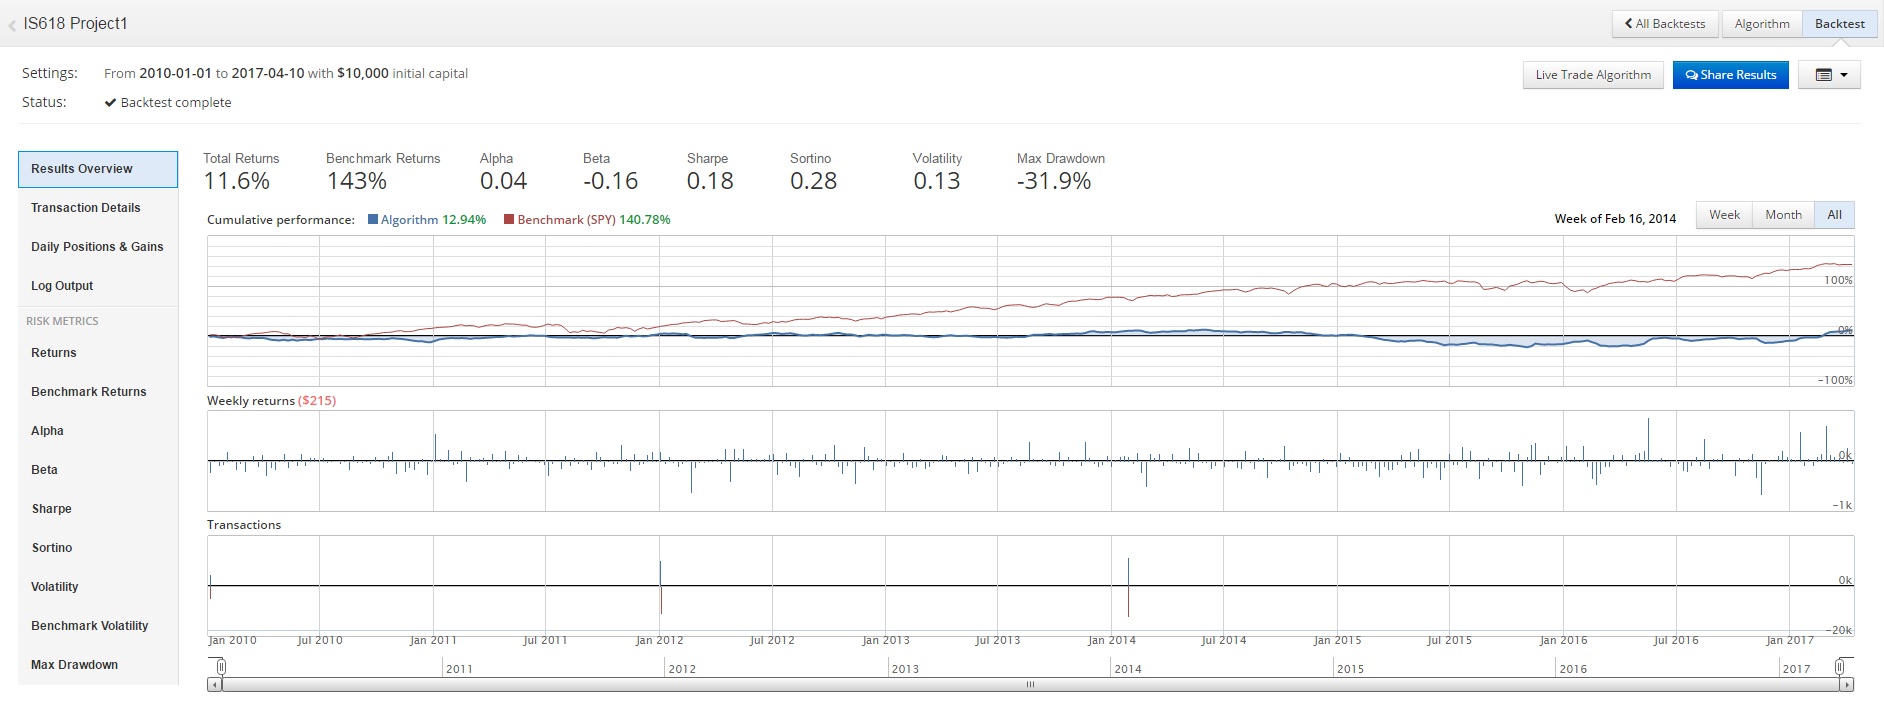 IS618 Project1
All Backtests Algorithm Backtest
Settings: From 2010-01-01 to 2017-04-10 with $10,000 initial capital
Live Trade Algorithm Share Results
Status: Backtest complete
Results Overview
Transaction Details
Daily Positions & Gains
Log Output
RISK METRICS
Returns
Benchmark Returns
Alpha
Beta
Sharpe
Sortino
Volatility
Benchmark Volatility
Max Drawdown
Total Returns Benchmark Returns Alpha Beta Sharpe Sortino Volatility Max Drawdown
11.6% 143% 0.04 -0.16 0.18 0.28 0.13 -31.9%
Cumulative performance: Algorithm 12.94% Benchmark (SPY) 140.78% Week of Feb 16, 2014 Week Month All
100%
0%
-100%
Weekly returns ($215)
0k
-1k
Transactions
0k
-20k
Jan 2010 Jul 2010 Jan 2011 Jul 2011 Jan 2012 Jul 2012 Jan 2013 Jul 2013 Jan 2014 Jul 2014 Jan 2015 Jul 2015 Jan 2016 Jul 2016 Jan 2017
2011 2012 2013 2014 2015 2016 2017